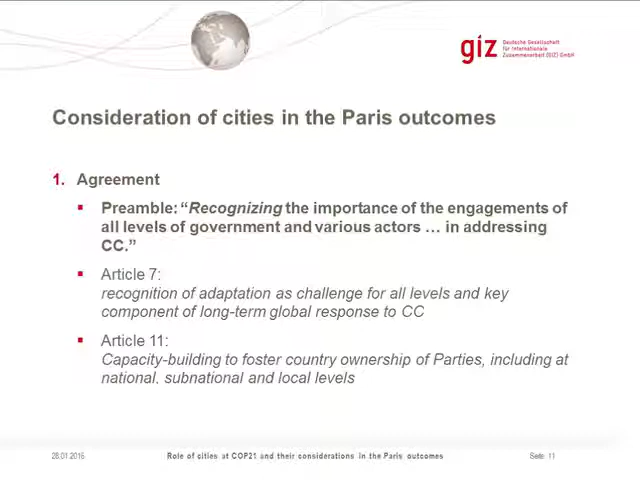 giz
Deutsche Gesellschaft
für Internationale
Zusammenarbeit (GIZ) GmbH
Consideration of cities in the Paris outcomes
1. Agreement
▪ Preamble: “Recognizing the importance of the engagements of
all levels of government and various actors … in addressing
CC.”
▪ Article 7:
recognition of adaptation as challenge for all levels and key
component of long-term global response to CC
▪ Article 11:
Capacity-building to foster country ownership of Parties, including at
national, subnational and local levels
28.01.2016 Role of cities at COP21 and their considerations in the Paris outcomes Seite 11